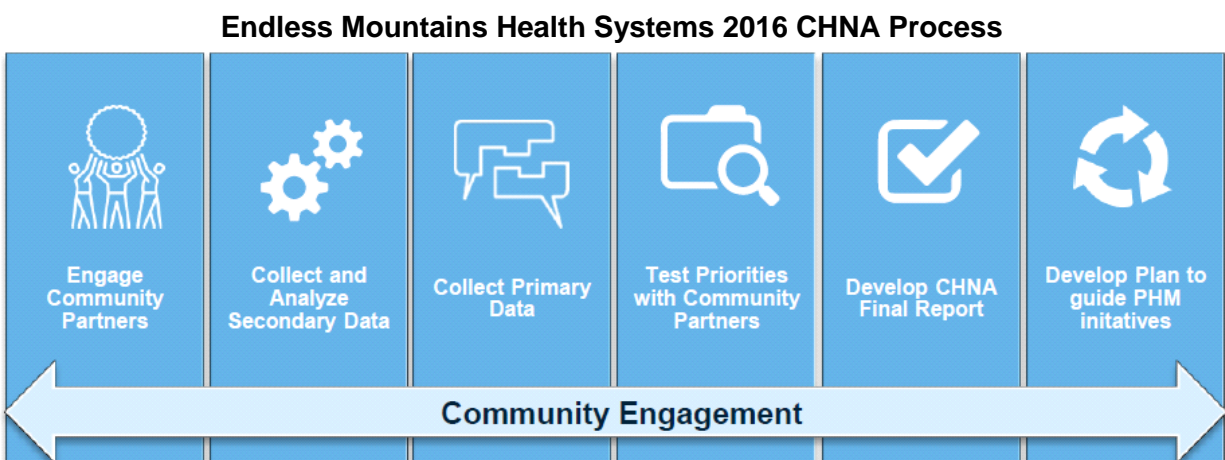 Endless Mountains Health Systems 2016 CHNA Process
Engage
Community
Partners
Collect and
Analyze
Secondary Data
Collect Primary
Data
Test Priorities
with Community
Partners
Develop CHNA
Final Report
Develop Plan to
guide PHM
initatives
Community Engagement